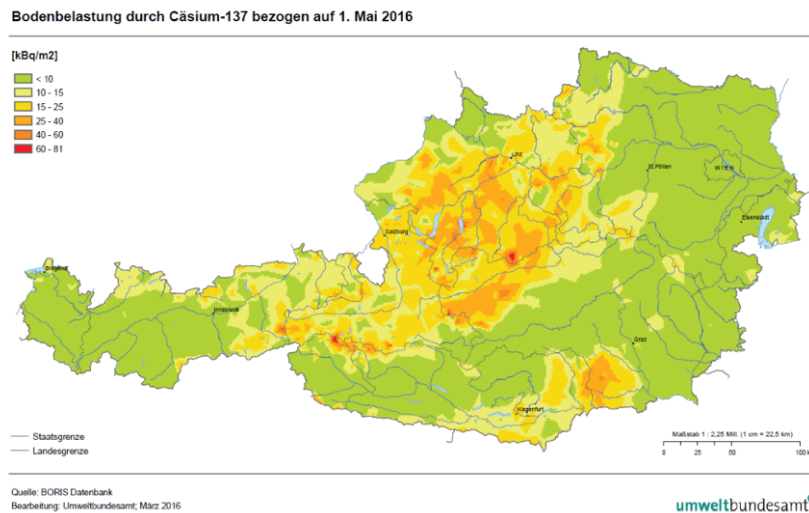 Bodenbelastung durch Cäsium-137 bezogen auf 1. Mai 2016
[kBq/m2]
< 10
10 - 15
15 - 25
25 - 40
40 - 60
60 - 81
Linz
St.Pölten
WIEN
Eisenstadt
Salzburg
Bregenz
Innsbruck
Graz
Klagenfurt
Staatsgrenze
Landesgrenze
Maßstab 1 : 2,25 Mill. (1 cm = 22,5 km)
0 25 50 100 k
Quelle: BORIS Datenbank
Bearbeitung: Umweltbundesamt; März 2016
umweltbundesamt